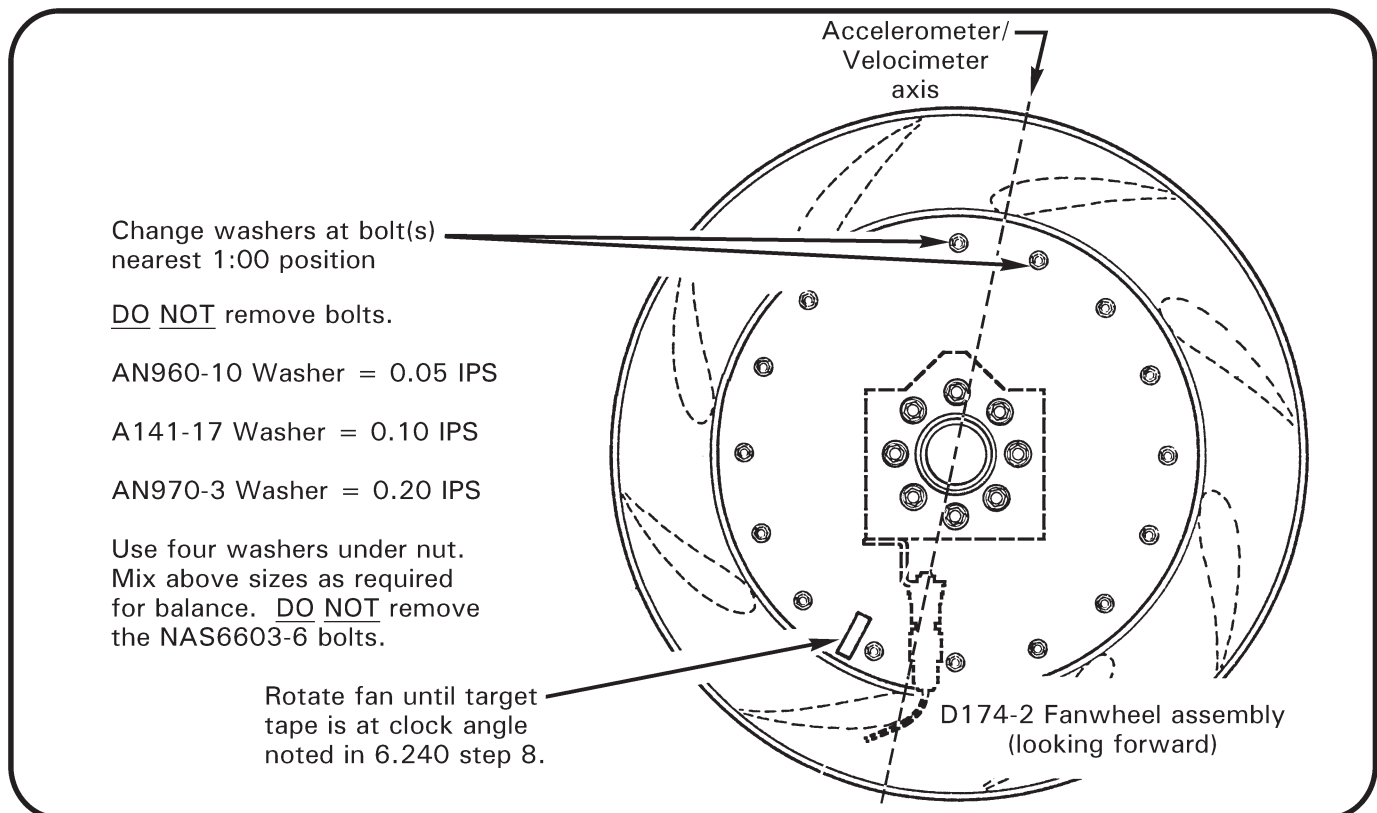 Accelerometer/
Velocimeter
axis
Change washers at bolt(s)
nearest 1:00 position
DO NOT remove bolts.
AN960-10 Washer = 0.05 IPS
A141-17 Washer = 0.10 IPS
AN970-3 Washer = 0.20 IPS
Use four washers under nut.
Mix above sizes as required
for balance. DO NOT remove
the NAS6603-6 bolts.
Rotate fan until target
tape is at clock angle
noted in 6.240 step 8.
D174-2 Fanwheel assembly
(looking forward)